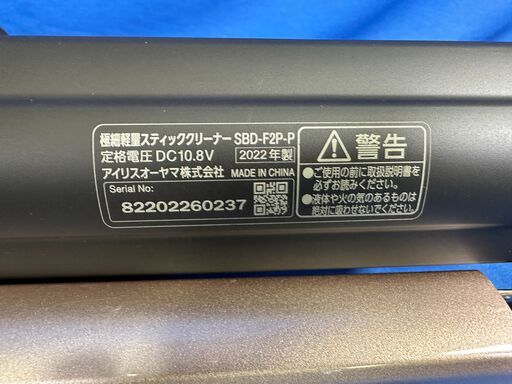 極細軽量スティッククリーナー SBD-F2P-P
定格電圧 DC10.8V 2022年製
アイリスオーヤマ株式会社 MADE IN CHINA
Serial No:
82202260237
警告
●ご使用の前に取扱説明書を
必ずお読みください。
●液体や火の気のあるものは
絶対に吸わせないでください。